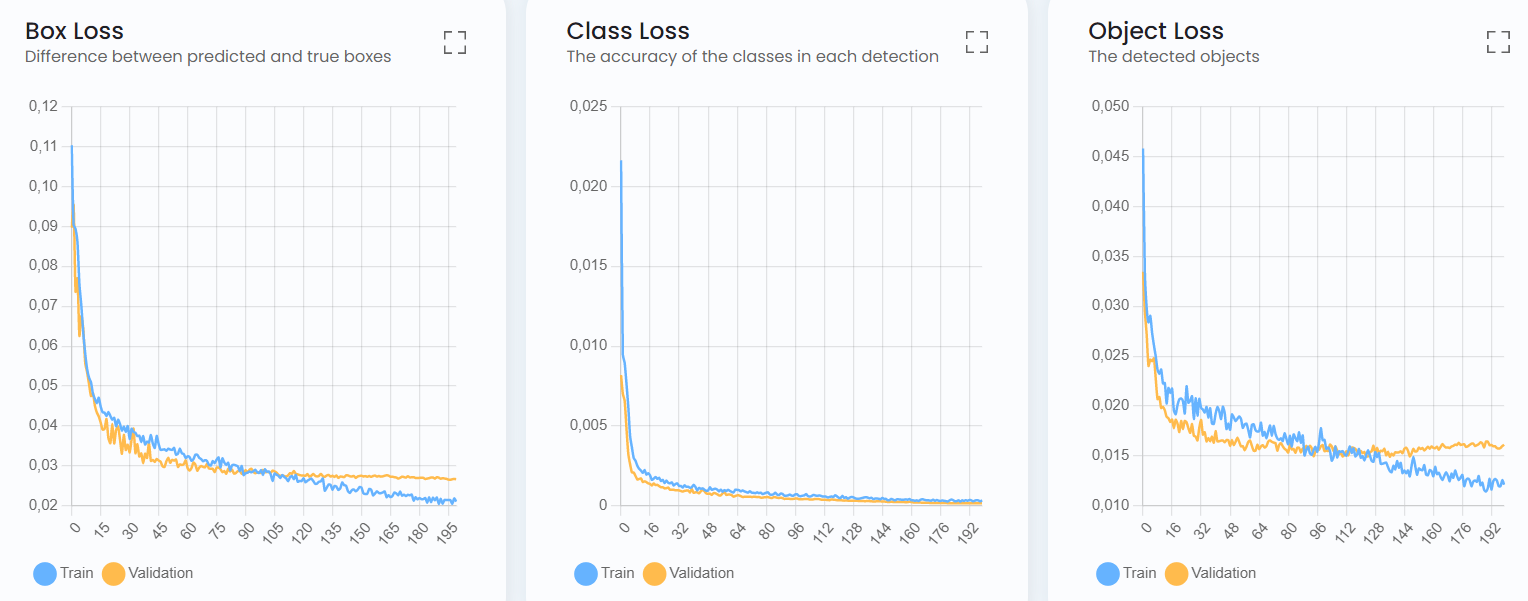 Box Loss
Difference between predicted and true boxes
0,12
0,11
0,10
0,09
0,08
0,07
0,06
0,05
0,04
0,03
0,02
0 15 30 45 60 75 90 105 120 135 150 165 180 195
Train Validation
Class Loss
The accuracy of the classes in each detection
0,025
0,020
0,015
0,010
0,005
0
0 16 32 48 64 80 96 112 128 144 160 176 192
Train Validation
Object Loss
The detected objects
0,050
0,045
0,040
0,035
0,030
0,025
0,020
0,015
0,010
0 16 32 48 64 80 96 112 128 144 160 176 192
Train Validation